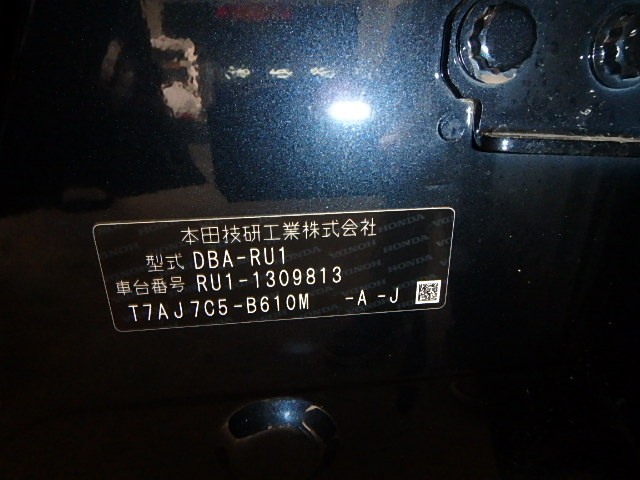 本田技研工業株式会社
型式 DBA-RU1
車台番号 RU1-1309813
T7AJ7C5-B610M -A -J